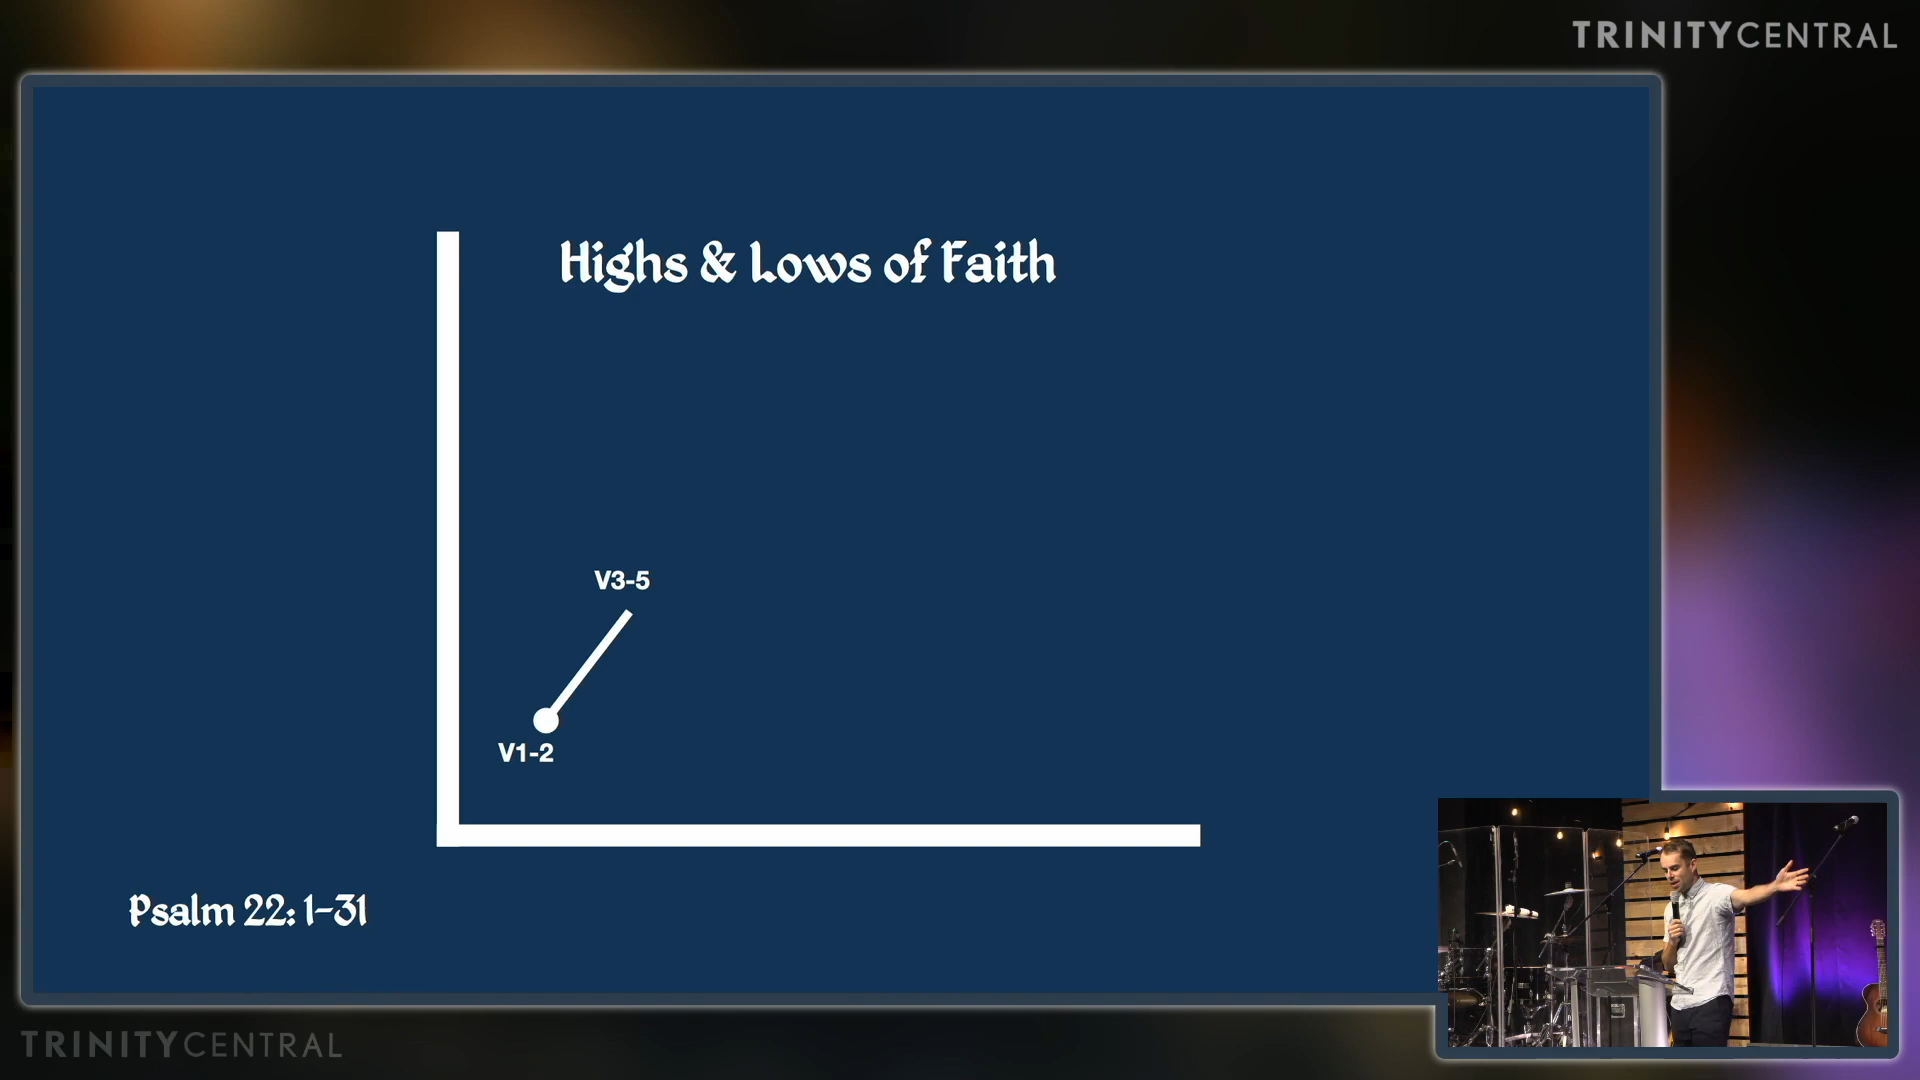 TRINITYCENTRAL
Highs & Lows of Faith
V3-5
V1-2
Psalm 22: 1-31
TRINITYCENTRAL